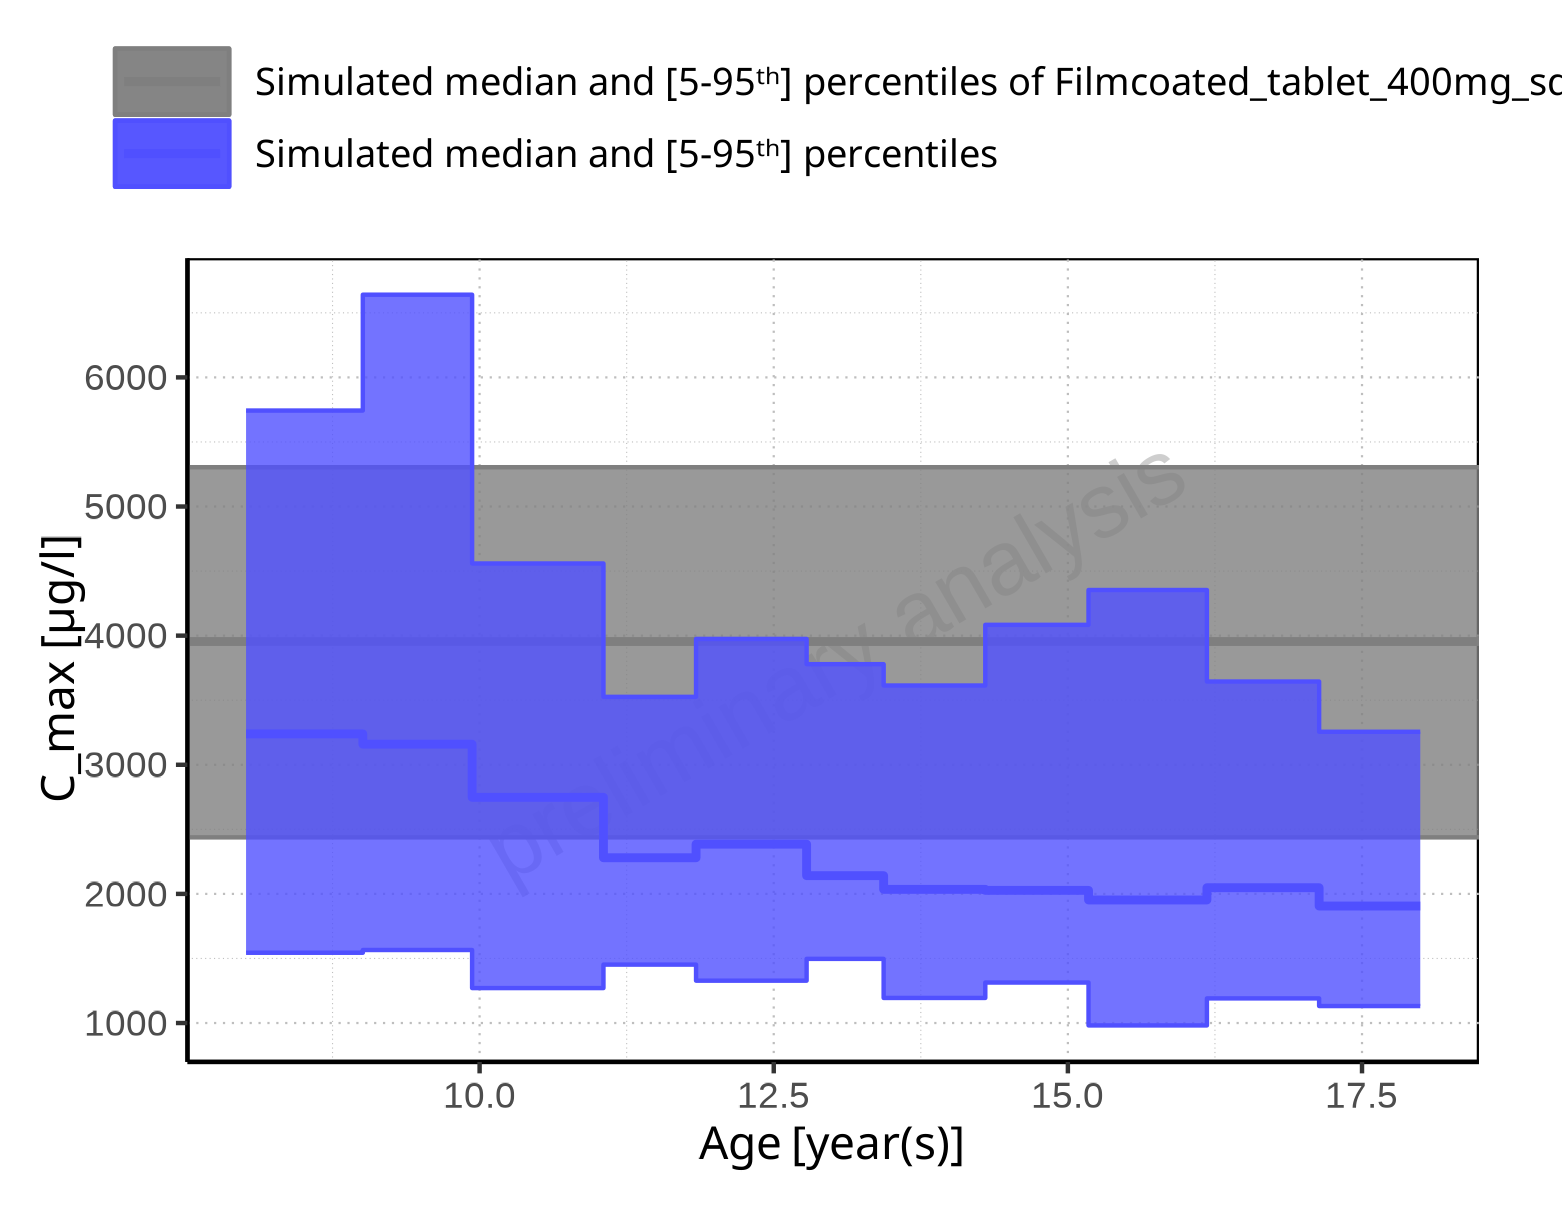 Simulated median and [5-95ᵗʰ] percentiles of Filmcoated_tablet_400mg_sd
Simulated median and [5-95ᵗʰ] percentiles
6000
5000
4000
3000
2000
1000
C_max [µg/l]
preliminary analysis
10.0 12.5 15.0 17.5
Age [year(s)]